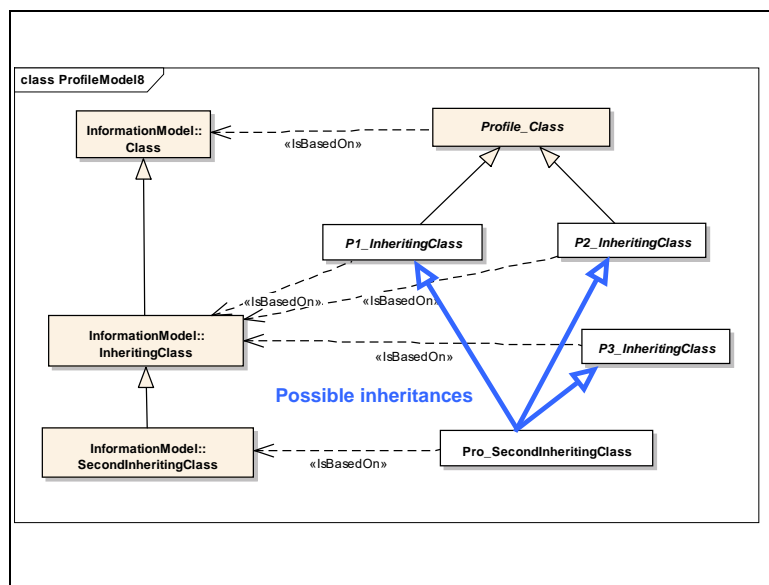 class ProfileModel8
InformationModel::
Class
Profile_Class
«IsBasedOn»
P1_InheritingClass
P2_InheritingClass
«IsBasedOn»
«IsBasedOn»
InformationModel::
InheritingClass
P3_InheritingClass
«IsBasedOn»
Possible inheritances
InformationModel::
SecondInheritingClass
Pro_SecondInheritingClass
«IsBasedOn»